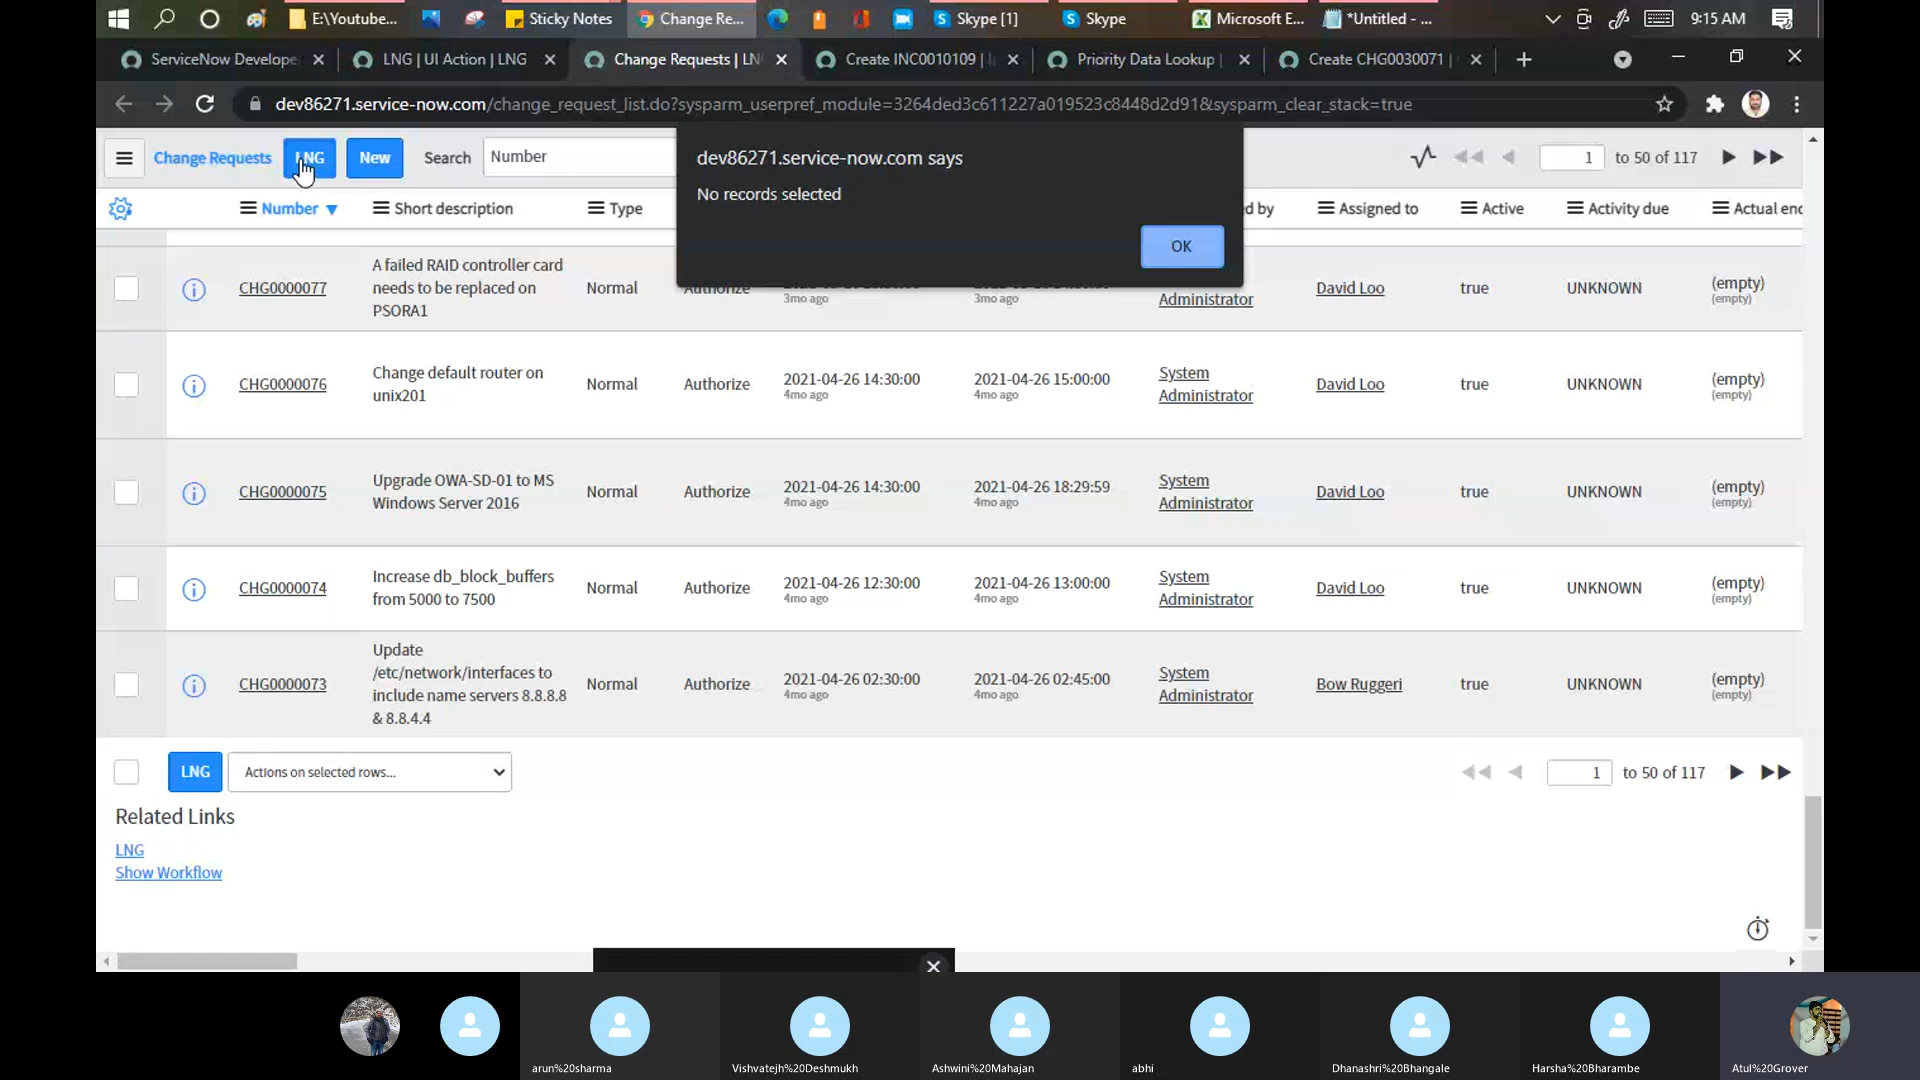 E:\Youtube...
Sticky Notes
Change Re...
Skype [1]
Skype
Microsoft E...
*Untitled - ...
9:15 AM
ServiceNow Develope
LNG | UI Action | LNG
Change Requests | LN
Create INC0010109 |
Priority Data Lookup |
Create CHG0030071 |
dev86271.service-now.com/change_request_list.do?sysparm_userpref_module=3264ded3c611227a019523c8448d2d91&sysparm_clear_stack=true
Change Requests
LNG
New
Search
Number
1 to 50 of 117
dev86271.service-now.com says
No records selected
OK
Number
Short description
Type
d by
Assigned to
Active
Activity due
Actual end
CHG0000077
A failed RAID controller card
needs to be replaced on
PSORA1
Normal
Authorize
3mo ago
3mo ago
Administrator
David Loo
true
UNKNOWN
(empty)
(empty)
CHG0000076
Change default router on
unix201
Normal
Authorize
2021-04-26 14:30:00
4mo ago
2021-04-26 15:00:00
4mo ago
System
Administrator
David Loo
true
UNKNOWN
(empty)
(empty)
CHG0000075
Upgrade OWA-SD-01 to MS
Windows Server 2016
Normal
Authorize
2021-04-26 14:30:00
4mo ago
2021-04-26 18:29:59
4mo ago
System
Administrator
David Loo
true
UNKNOWN
(empty)
(empty)
CHG0000074
Increase db_block_buffers
from 5000 to 7500
Normal
Authorize
2021-04-26 12:30:00
4mo ago
2021-04-26 13:00:00
4mo ago
System
Administrator
David Loo
true
UNKNOWN
(empty)
(empty)
CHG0000073
Update
/etc/network/interfaces to
include name servers 8.8.8.8
& 8.8.4.4
Normal
Authorize
2021-04-26 02:30:00
4mo ago
2021-04-26 02:45:00
4mo ago
System
Administrator
Bow Ruggeri
true
UNKNOWN
(empty)
(empty)
LNG
Actions on selected rows...
1 to 50 of 117
Related Links
LNG
Show Workflow
arun%20sharma
Vishvatejh%20Deshmukh
Ashwini%20Mahajan
abhi
Dhanashri%20Bhangale
Harsha%20Bharambe
Atul%20Grover